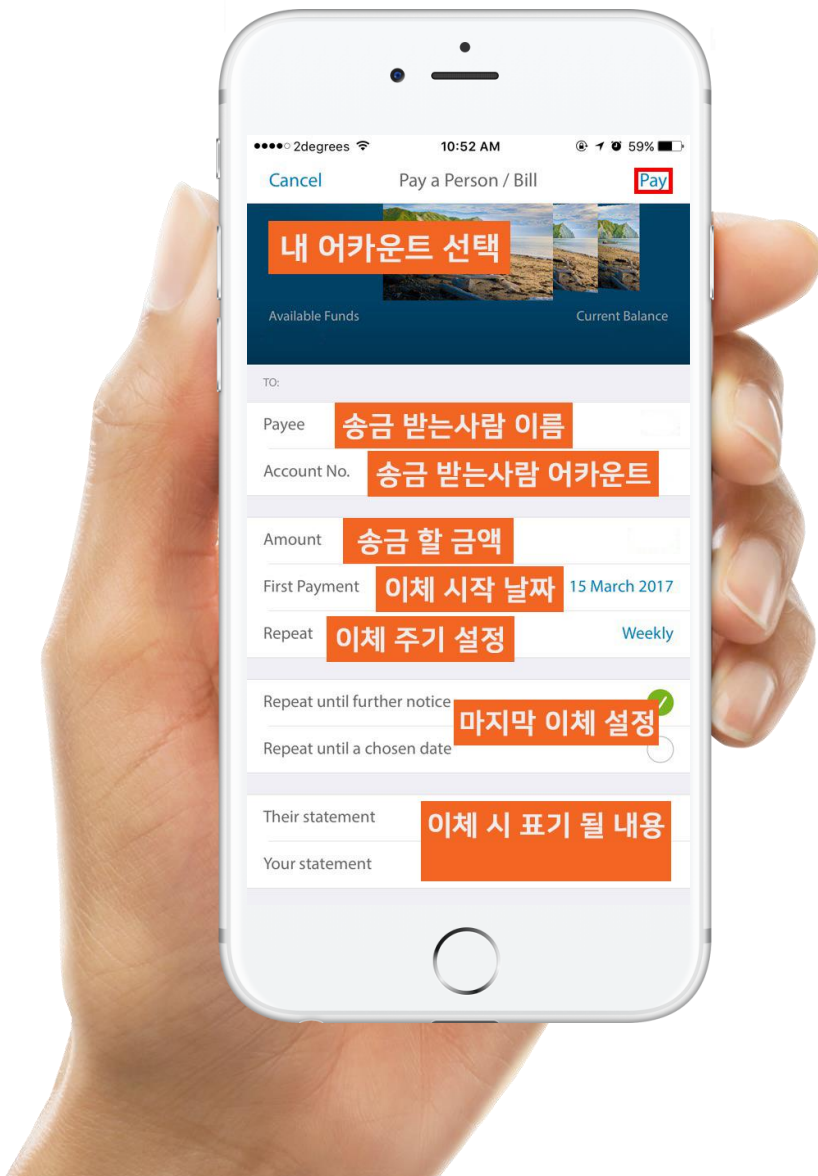 2degrees 10:52 AM 59%
Cancel Pay a Person / Bill Pay
내 어카운트 선택
Available Funds Current Balance
TO:
Payee 송금 받는사람 이름
Account No. 송금 받는사람 어카운트
Amount 송금 할 금액
First Payment 이체 시작 날짜 15 March 2017
Repeat 이체 주기 설정 Weekly
Repeat until further notice
마지막 이체 설정
Repeat until a chosen date
Their statement 이체 시 표기 될 내용
Your statement